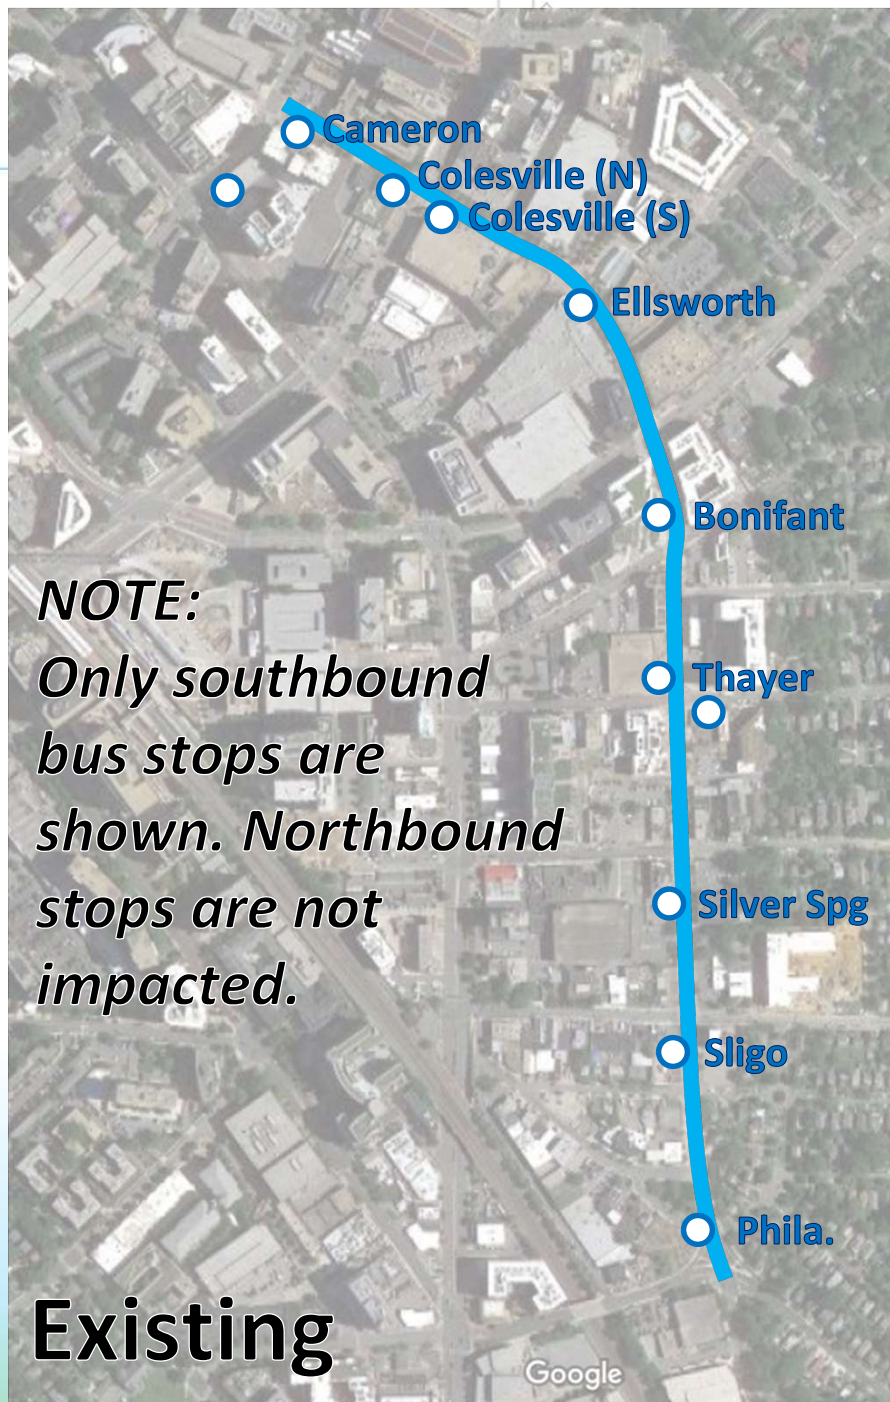 Cameron
Colesville (N)
Colesville (S)
Ellsworth
Bonifant
NOTE:
Only southbound
bus stops are
shown. Northbound
stops are not
impacted.
Thayer
Silver Spg
Sligo
Phila.
Existing
Google